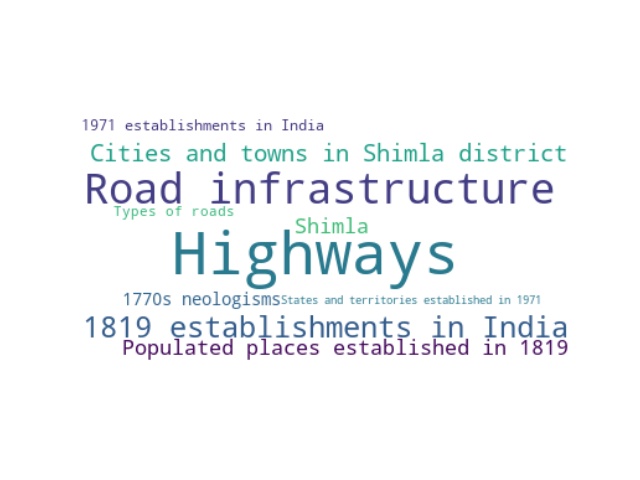 1971 establishments in India
Cities and towns in Shimla district
Road infrastructure
Types of roads
Shimla
Highways
1770s neologisms
States and territories established in 1971
1819 establishments in India
Populated places established in 1819